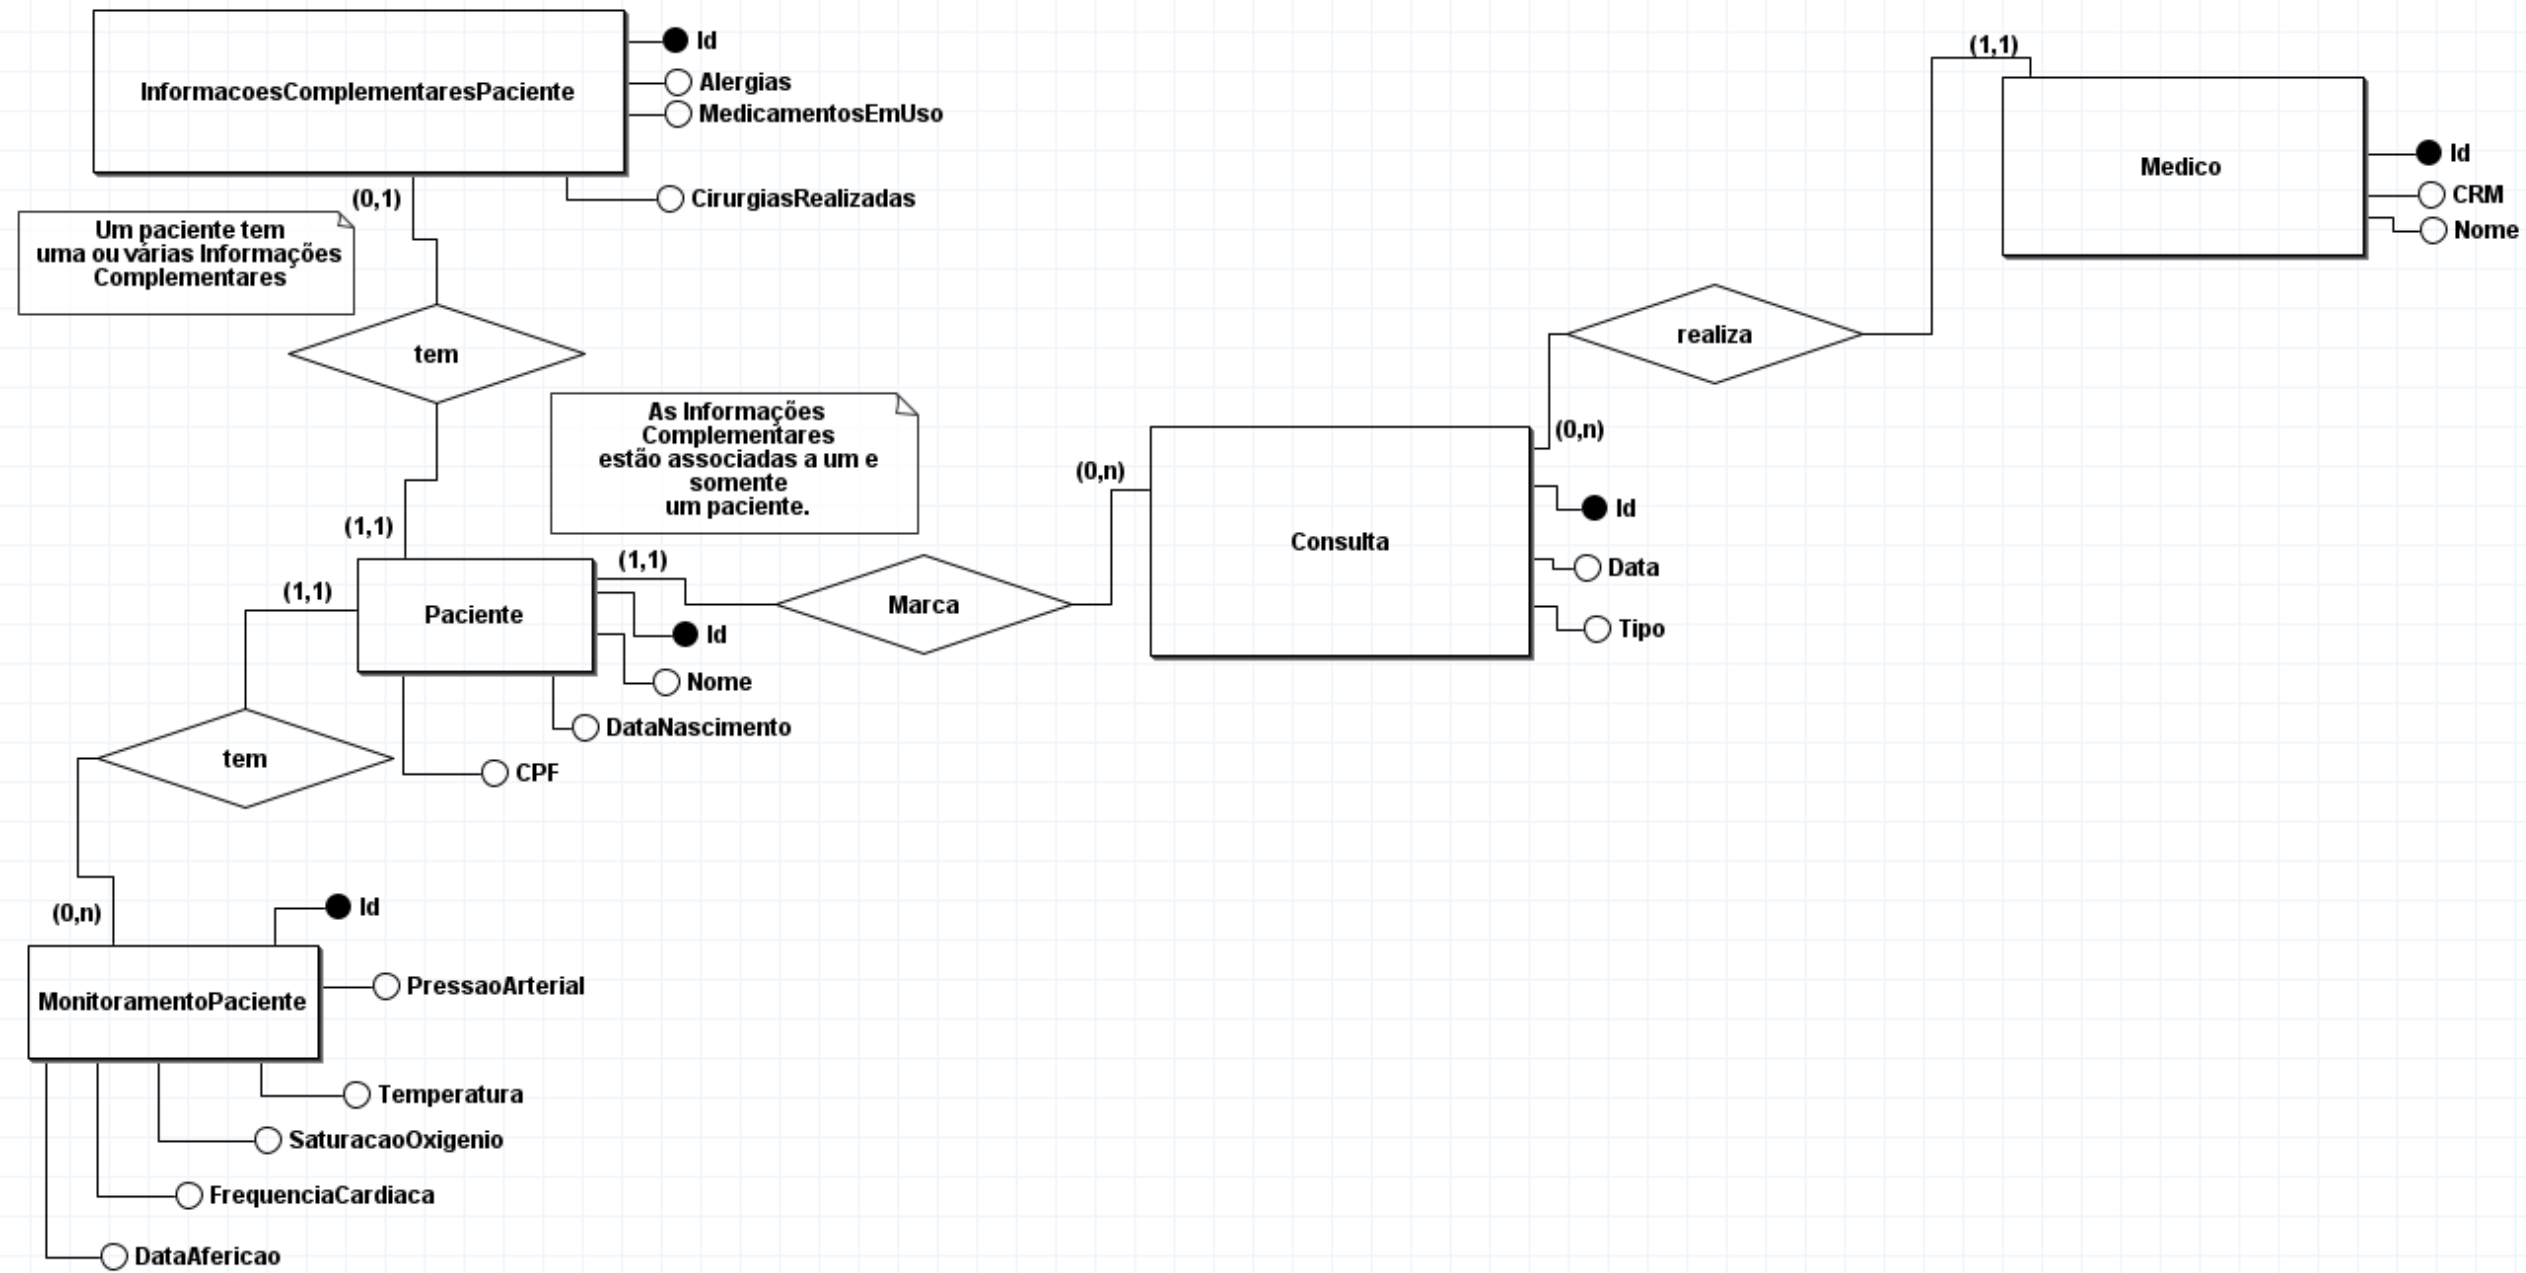 InformacoesComplementaresPaciente
Id
Alergias
MedicamentosEmUso
CirurgiasRealizadas
(0,1)
Um paciente tem
uma ou várias Informações
Complementares
tem
(1,1)
As Informações
Complementares
estão associadas a um e
somente
um paciente.
Paciente
(1,1)
Id
Nome
DataNascimento
CPF
Marca
(0,n)
Consulta
(0,n)
Id
Data
Tipo
realiza
(1,1)
Medico
Id
CRM
Nome
(1,1)
tem
(0,n)
MonitoramentoPaciente
Id
PressaoArterial
Temperatura
SaturacaoOxigenio
FrequenciaCardiaca
DataAfericao